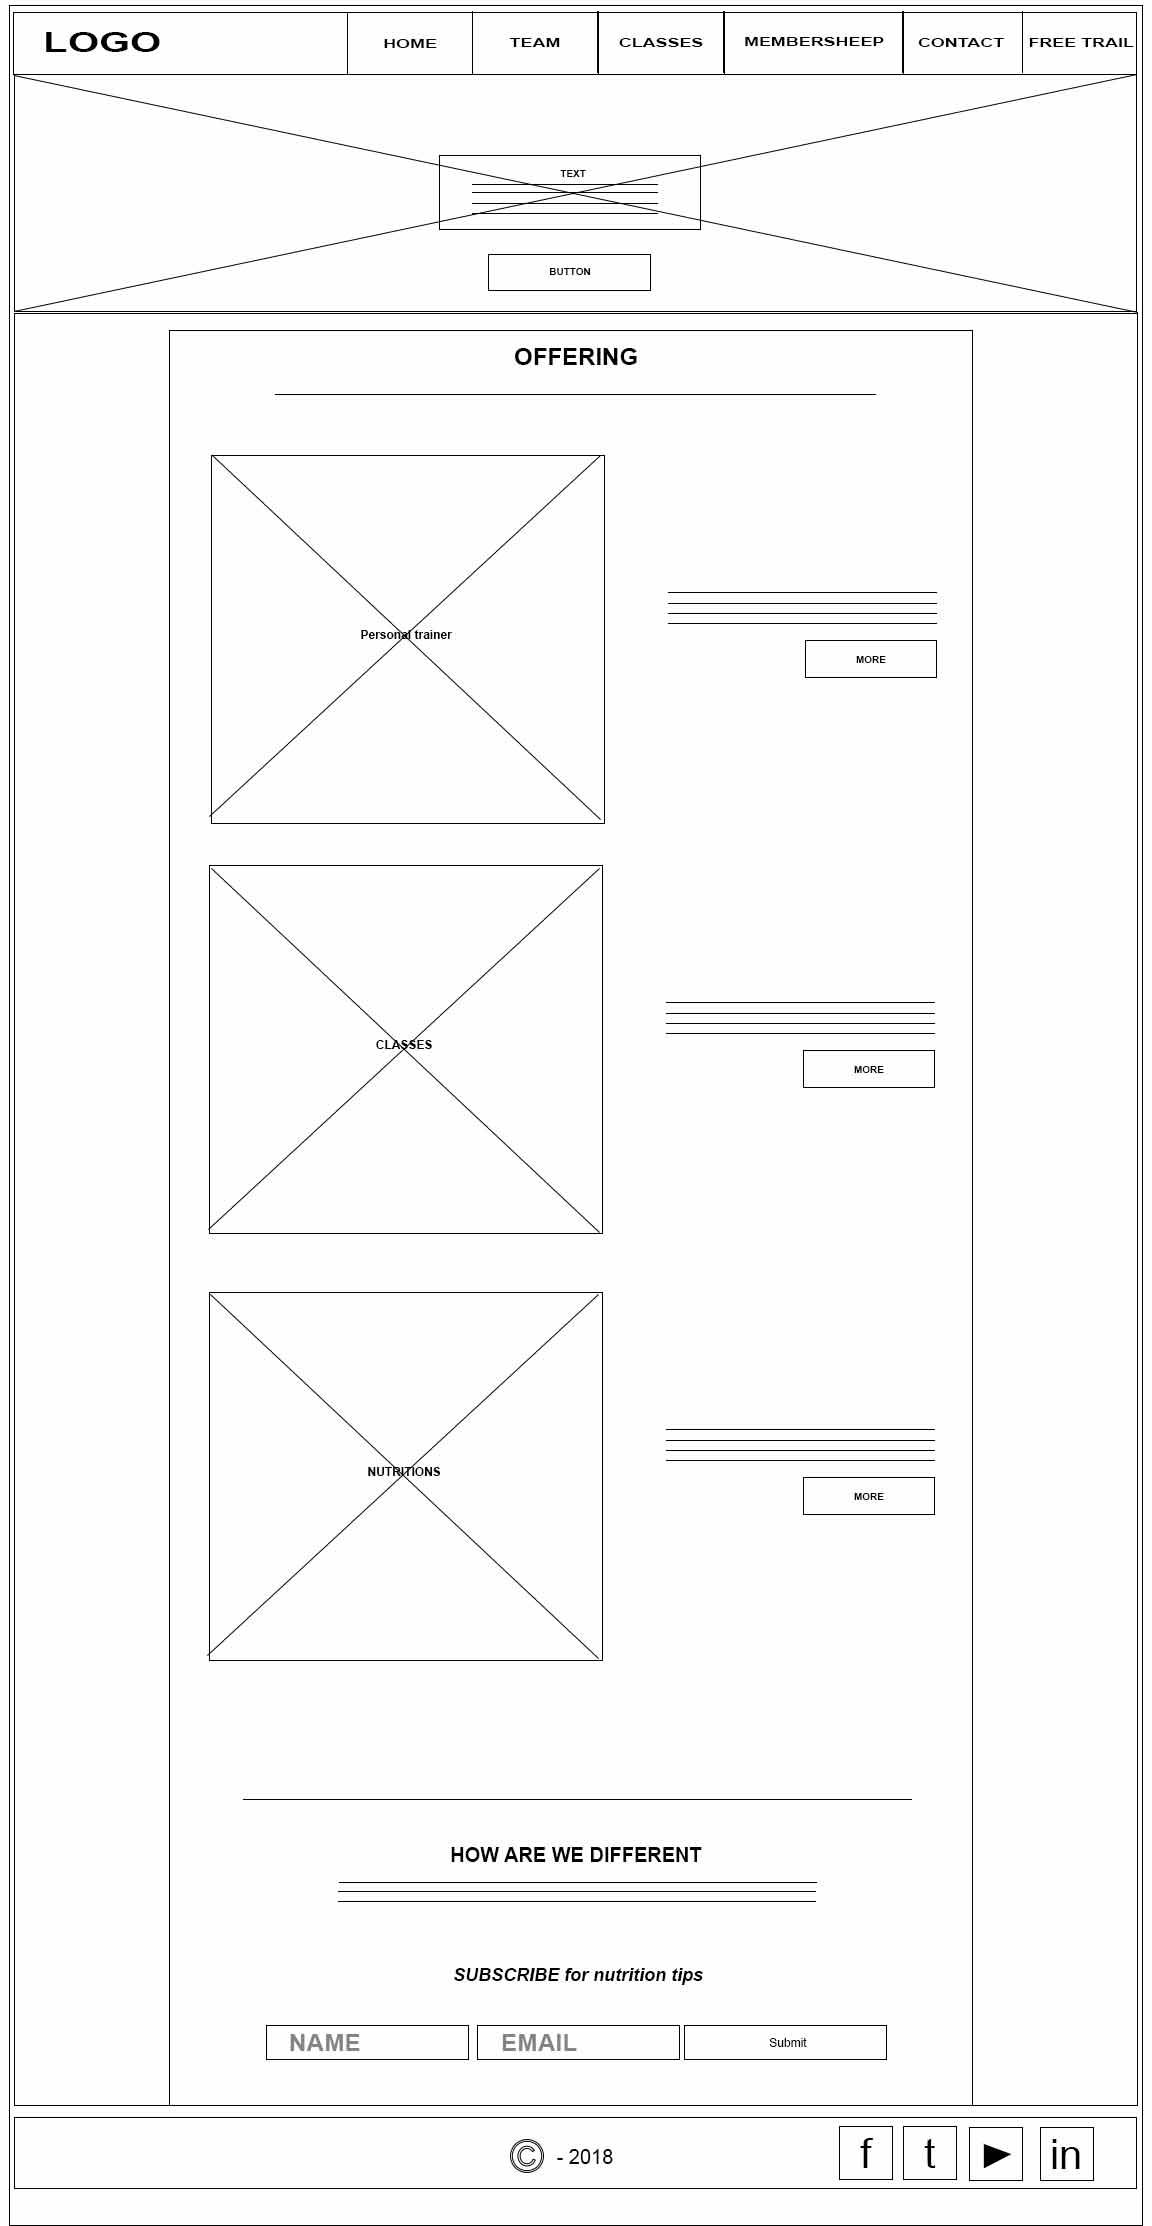 LOGO
HOME
TEAM
CLASSES
MEMBERSHEEP
CONTACT
FREE TRAIL
TEXT
BUTTON
OFFERING
Personal trainer
MORE
CLASSES
MORE
NUTRITIONS
MORE
HOW ARE WE DIFFERENT
SUBSCRIBE for nutrition tips
NAME
EMAIL
Submit
© - 2018
f
t
in